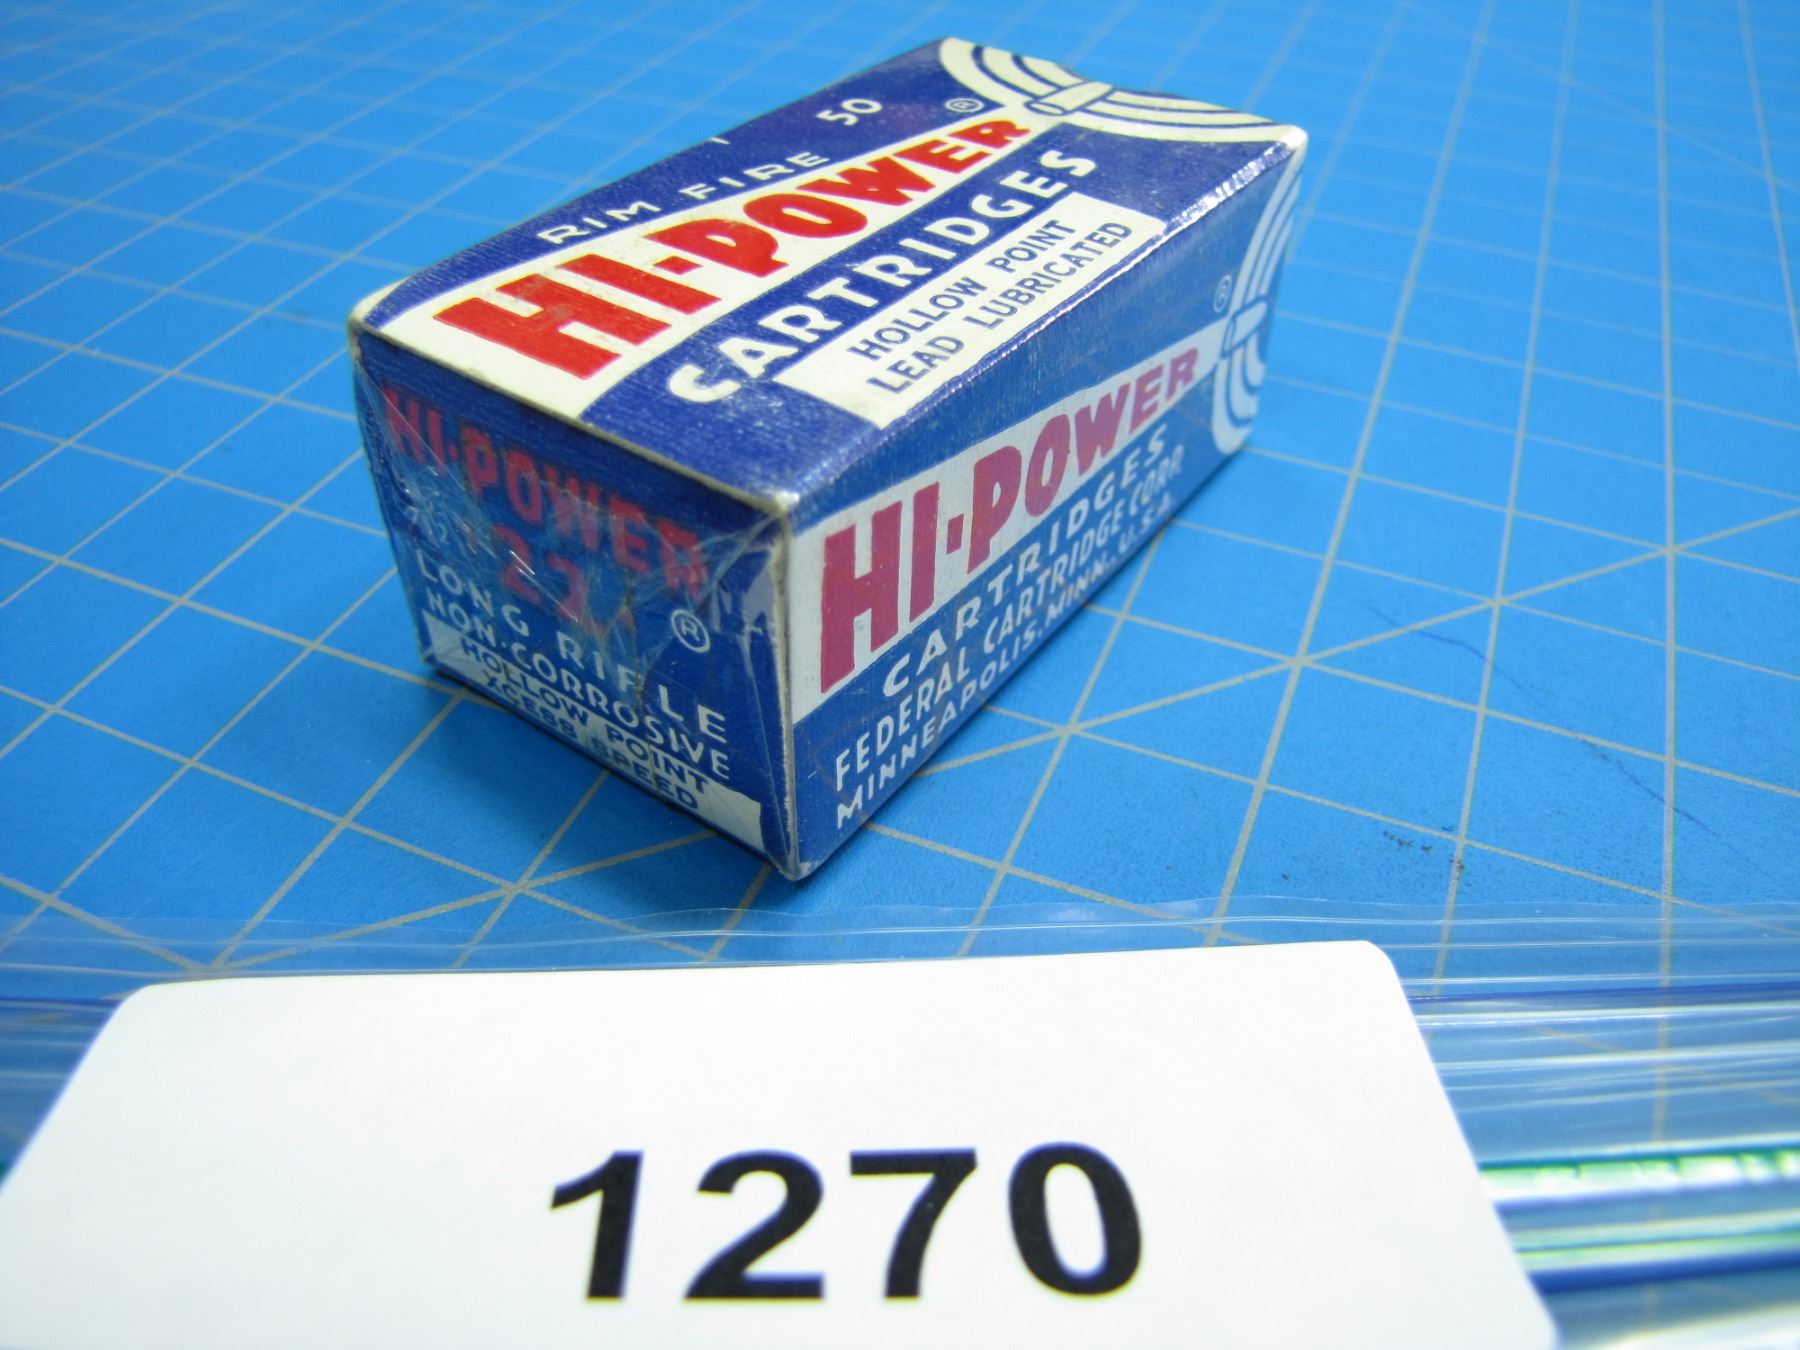 RIM FIRE 50
HI-POWER ®
CARTRIDGES
HOLLOW POINT
LEAD LUBRICATED
HI-POWER
LONG RIFLE ®
NON-CORROSIVE
HOLLOW POINT
XCESS SPEED
HI-POWER ®
CARTRIDGES
FEDERAL CARTRIDGE CORP.
MINNEAPOLIS, MINN., U.S.A.
1270